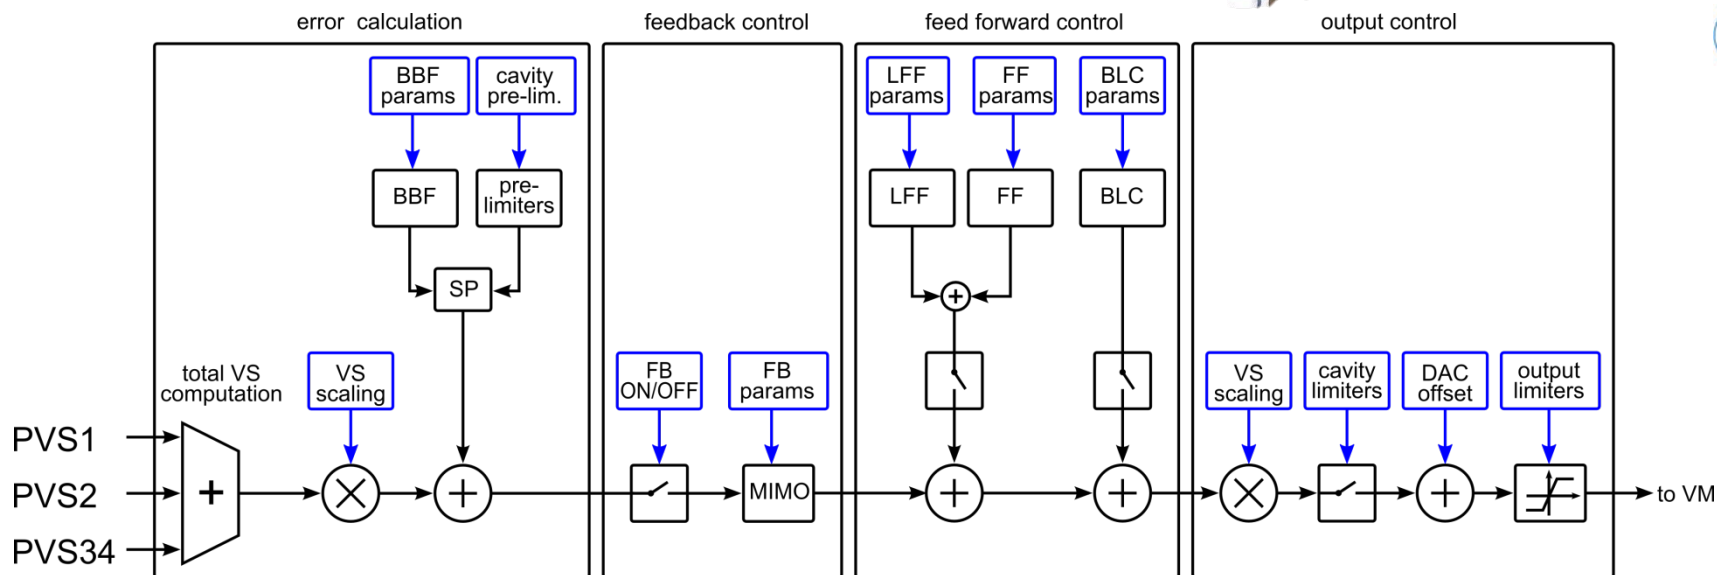 error calculation
feedback control
feed forward control
output control
BBF
params
cavity
pre-lim.
LFF
params
FF
params
BLC
params
BBF
pre-
limiters
LFF
FF
BLC
SP
+
total VS
computation
VS
scaling
FB
ON/OFF
FB
params
VS
scaling
cavity
limiters
DAC
offset
output
limiters
PVS1
PVS2
PVS34
+
MIMO
to VM